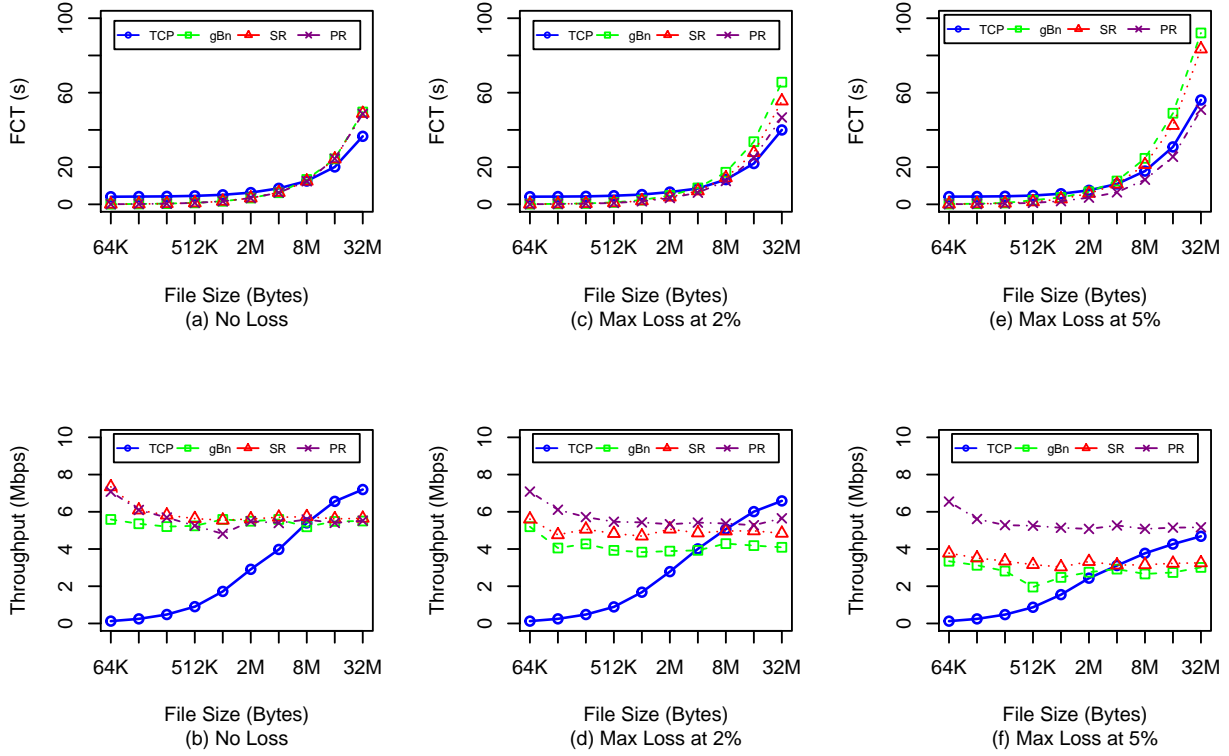 FCT (s)
0 20 60 100
TCP gBn SR PR
64K 512K 2M 8M 32M
File Size (Bytes)
(a) No Loss
FCT (s)
0 20 60 100
TCP gBn SR PR
64K 512K 2M 8M 32M
File Size (Bytes)
(c) Max Loss at 2%
FCT (s)
0 20 60 100
TCP gBn SR PR
64K 512K 2M 8M 32M
File Size (Bytes)
(e) Max Loss at 5%
Throughput (Mbps)
0 2 4 6 8 10
TCP gBn SR PR
64K 512K 2M 8M 32M
File Size (Bytes)
(b) No Loss
Throughput (Mbps)
0 2 4 6 8 10
TCP gBn SR PR
64K 512K 2M 8M 32M
File Size (Bytes)
(d) Max Loss at 2%
Throughput (Mbps)
0 2 4 6 8 10
TCP gBn SR PR
64K 512K 2M 8M 32M
File Size (Bytes)
(f) Max Loss at 5%